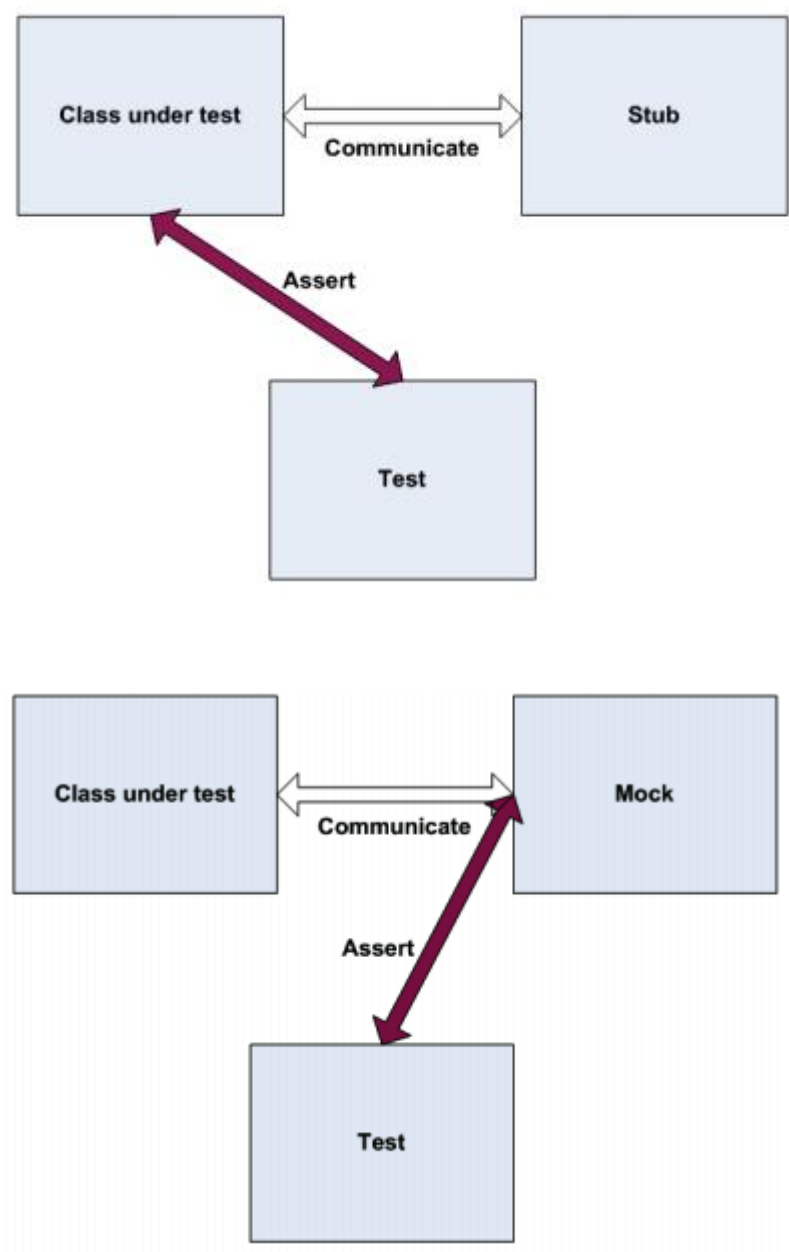 Class under test
Stub
Communicate
Assert
Test
Class under test
Mock
Communicate
Assert
Test